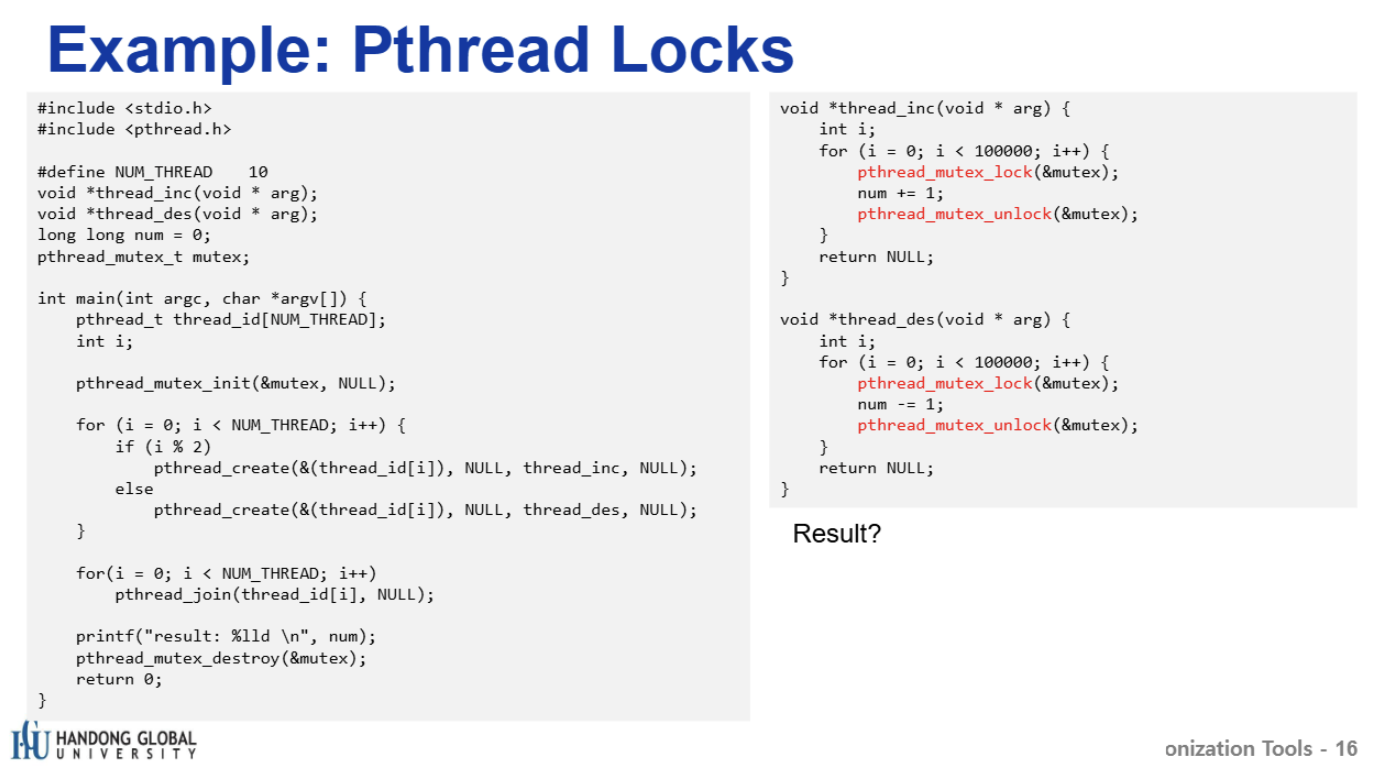 Example: Pthread Locks
#include <stdio.h>
#include <pthread.h>
#define NUM_THREAD    10
void *thread_inc(void * arg);
void *thread_des(void * arg);
long long num = 0;
pthread_mutex_t mutex;
int main(int argc, char *argv[]) {
    pthread_t thread_id[NUM_THREAD];
    int i;
    pthread_mutex_init(&mutex, NULL);
    for (i = 0; i < NUM_THREAD; i++) {
        if (i % 2)
            pthread_create(&(thread_id[i]), NULL, thread_inc, NULL);
        else
            pthread_create(&(thread_id[i]), NULL, thread_des, NULL);
    }
    for(i = 0; i < NUM_THREAD; i++)
        pthread_join(thread_id[i], NULL);
    printf("result: %lld \n", num);
    pthread_mutex_destroy(&mutex);
    return 0;
}
void *thread_inc(void * arg) {
    int i;
    for (i = 0; i < 100000; i++) {
        pthread_mutex_lock(&mutex);
        num += 1;
        pthread_mutex_unlock(&mutex);
    }
    return NULL;
}
void *thread_des(void * arg) {
    int i;
    for (i = 0; i < 100000; i++) {
        pthread_mutex_lock(&mutex);
        num -= 1;
        pthread_mutex_unlock(&mutex);
    }
    return NULL;
}
Result?
HGU HANDONG GLOBAL
UNIVERSITY
onization Tools - 16